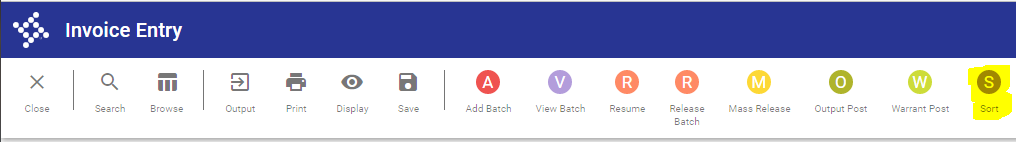 Invoice Entry
A V R R M O W S
Close Search Browse Output Print Display Save Add Batch View Batch Resume Release Mass Release Output Post Warrant Post Sort
Batch